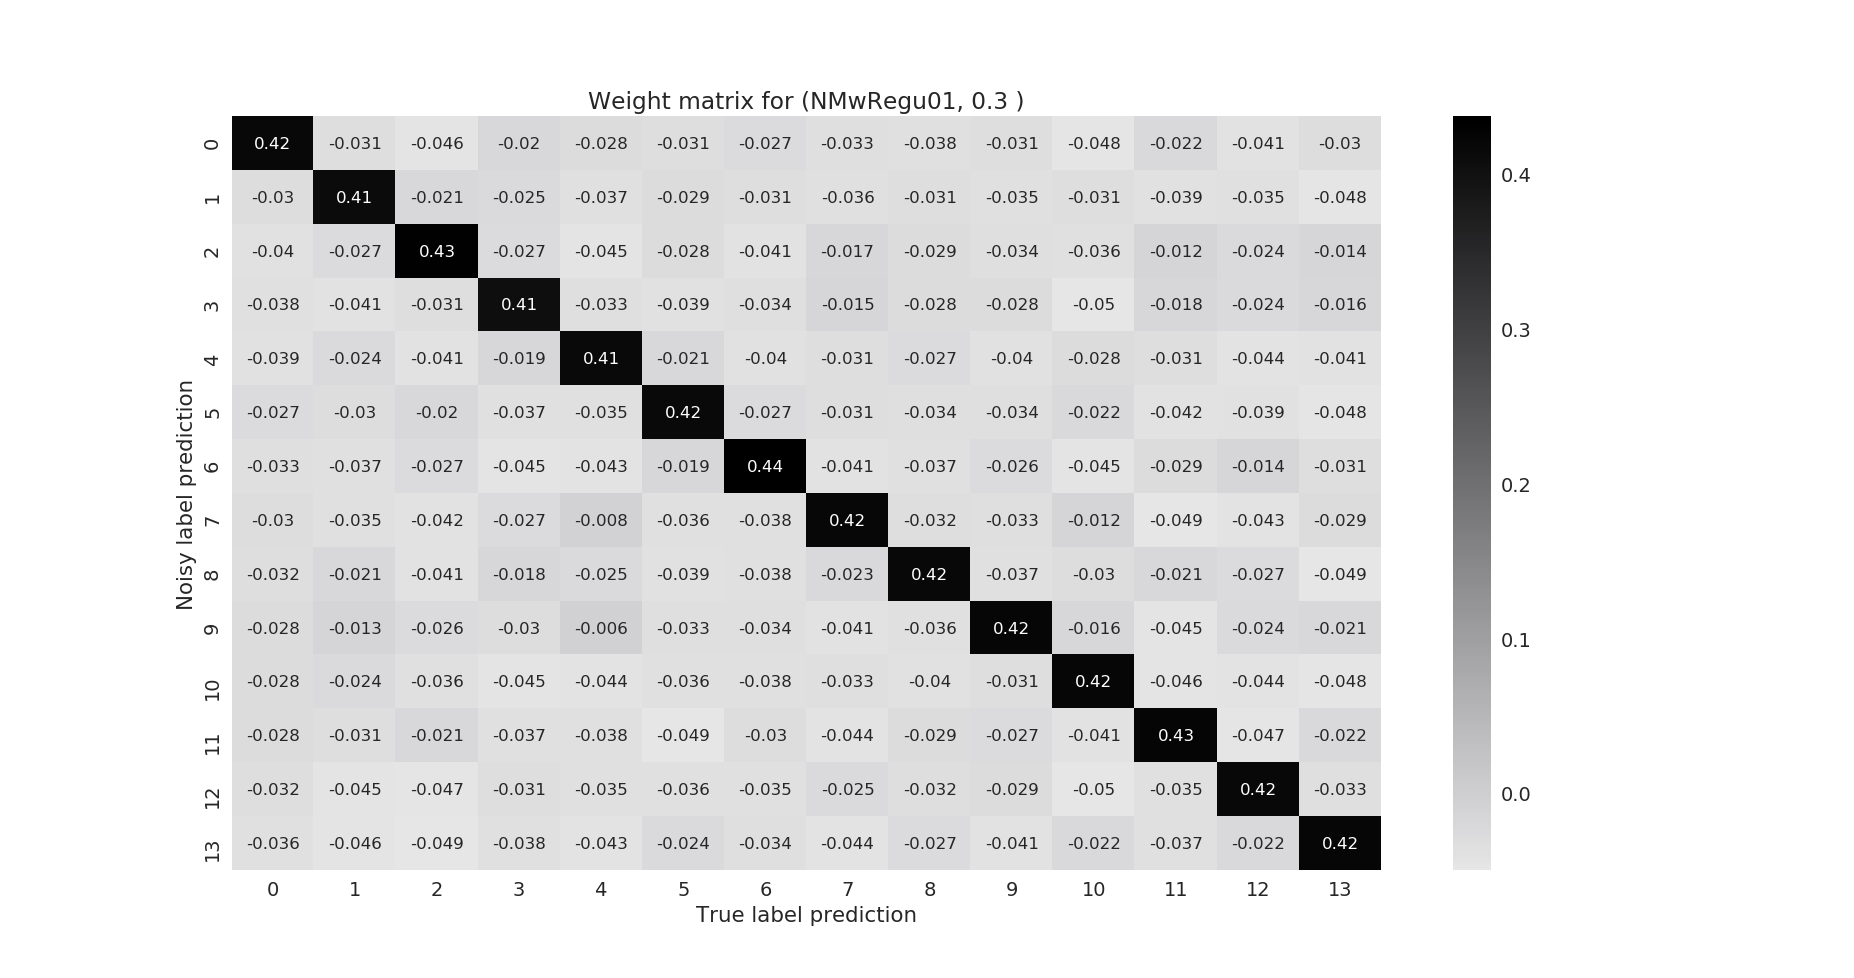 Weight matrix for (NMwRegu01, 0.3 )
0 0.42 -0.031 -0.046 -0.02 -0.028 -0.031 -0.027 -0.033 -0.038 -0.031 -0.048 -0.022 -0.041 -0.03
1 -0.03 0.41 -0.021 -0.025 -0.037 -0.029 -0.031 -0.036 -0.031 -0.035 -0.031 -0.039 -0.035 -0.048
2 -0.04 -0.027 0.43 -0.027 -0.045 -0.028 -0.041 -0.017 -0.029 -0.034 -0.036 -0.012 -0.024 -0.014
3 -0.038 -0.041 -0.031 0.41 -0.033 -0.039 -0.034 -0.015 -0.028 -0.028 -0.05 -0.018 -0.024 -0.016
4 -0.039 -0.024 -0.041 -0.019 0.41 -0.021 -0.04 -0.031 -0.027 -0.04 -0.028 -0.031 -0.044 -0.041
5 -0.027 -0.03 -0.02 -0.037 -0.035 0.42 -0.027 -0.031 -0.034 -0.034 -0.022 -0.042 -0.039 -0.048
6 -0.033 -0.037 -0.027 -0.045 -0.043 -0.019 0.44 -0.041 -0.037 -0.026 -0.045 -0.029 -0.014 -0.031
7 -0.03 -0.035 -0.042 -0.027 -0.008 -0.036 -0.038 0.42 -0.032 -0.033 -0.012 -0.049 -0.043 -0.029
8 -0.032 -0.021 -0.041 -0.018 -0.025 -0.039 -0.038 -0.023 0.42 -0.037 -0.03 -0.021 -0.027 -0.049
9 -0.028 -0.013 -0.026 -0.03 -0.006 -0.033 -0.034 -0.041 -0.036 0.42 -0.016 -0.045 -0.024 -0.021
10 -0.028 -0.024 -0.036 -0.045 -0.044 -0.036 -0.038 -0.033 -0.04 -0.031 0.42 -0.046 -0.044 -0.048
11 -0.028 -0.031 -0.021 -0.037 -0.038 -0.049 -0.03 -0.044 -0.029 -0.027 -0.041 0.43 -0.047 -0.022
12 -0.032 -0.045 -0.047 -0.031 -0.035 -0.036 -0.035 -0.025 -0.032 -0.029 -0.05 -0.035 0.42 -0.033
13 -0.036 -0.046 -0.049 -0.038 -0.043 -0.024 -0.034 -0.044 -0.027 -0.041 -0.022 -0.037 -0.022 0.42
0 1 2 3 4 5 6 7 8 9 10 11 12 13
True label prediction
Noisy label prediction
0.4
0.3
0.2
0.1
0.0